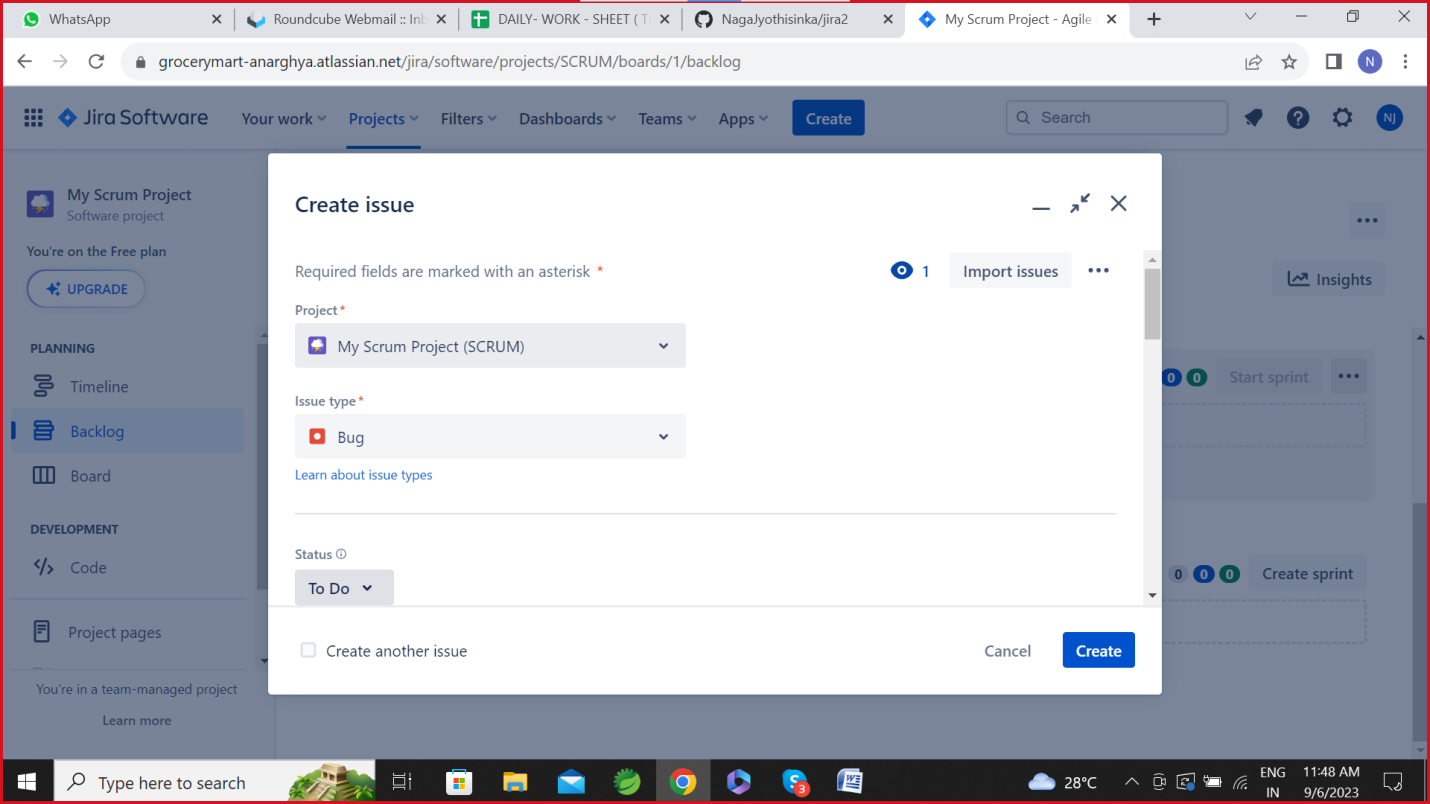 WhatsApp
Roundcube Webmail :: Inb
DAILY- WORK - SHEET ( T
NagaJyothisinka/jira2
My Scrum Project - Agile
grocerymart-anarghya.atlassian.net/jira/software/projects/SCRUM/boards/1/backlog
N
Jira Software
Your work
Projects
Filters
Dashboards
Teams
Apps
Create
Search
NJ
My Scrum Project
Software project
You're on the Free plan
UPGRADE
PLANNING
Timeline
Backlog
Board
DEVELOPMENT
Code
Project pages
You're in a team-managed project
Learn more
Insights
0 0 Start sprint
0 0 0 Create sprint
Create issue
Required fields are marked with an asterisk *
1
Import issues
Project*
My Scrum Project (SCRUM)
Issue type*
Bug
Learn about issue types
Status
To Do
Create another issue
Cancel
Create
Type here to search
3
28°C
ENG
IN
11:48 AM
9/6/2023